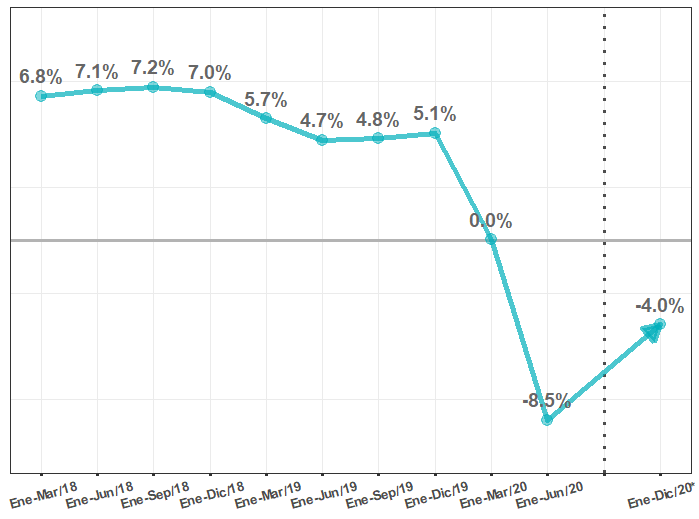 6.8%
7.1%
7.2%
7.0%
5.7%
4.7%
4.8%
5.1%
0.0%
-8.5%
-4.0%
Ene-Mar/18
Ene-Jun/18
Ene-Sep/18
Ene-Dic/18
Ene-Mar/19
Ene-Jun/19
Ene-Sep/19
Ene-Dic/19
Ene-Mar/20
Ene-Jun/20
Ene-Dic/20*